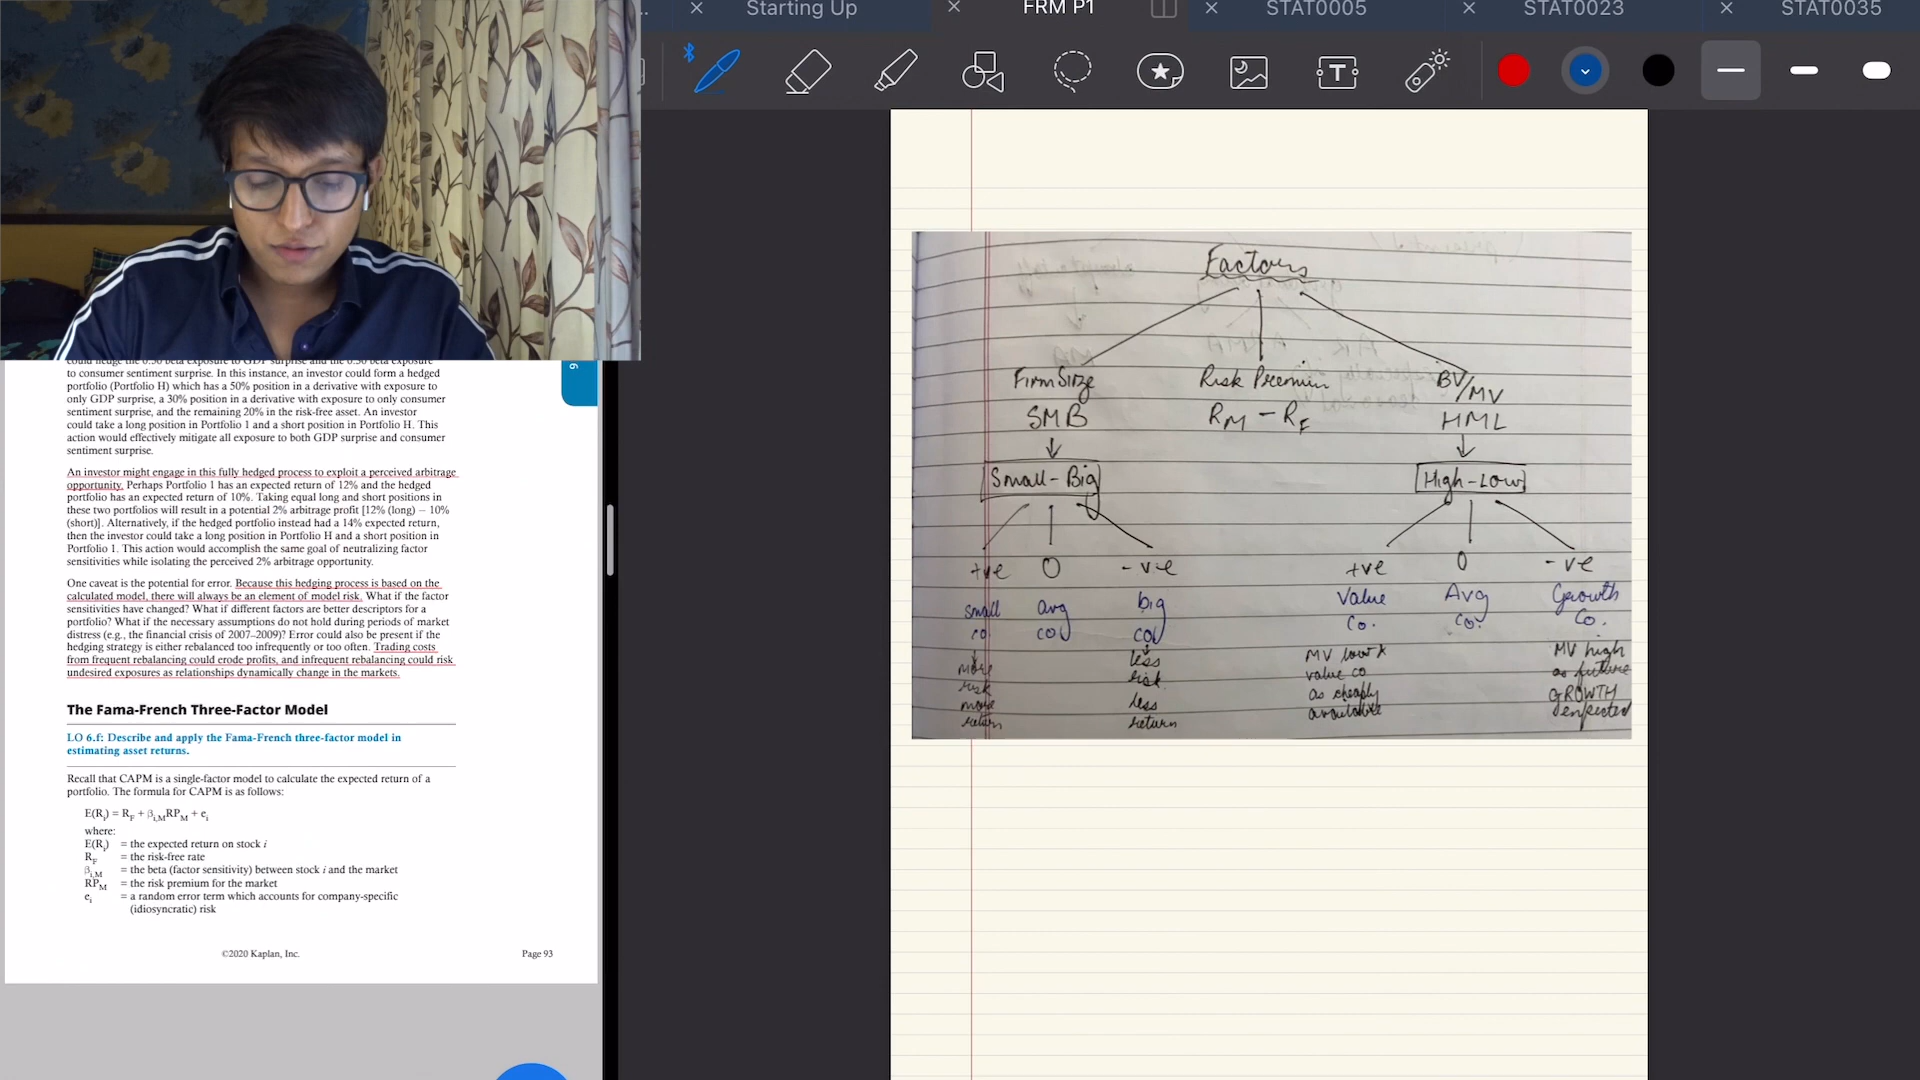 Starting Up
FRM P1
STAT0005
STAT0023
STAT0035
T
to consumer sentiment surprise. In this instance, an investor could form a hedged
portfolio (Portfolio H) which has a 50% position in a derivative with exposure to
only GDP surprise, a 30% position in a derivative with exposure to only consumer
sentiment surprise, and the remaining 20% in the risk-free asset. An investor
could take a long position in Portfolio 1 and a short position in Portfolio H. This
action would effectively mitigate all exposure to both GDP surprise and consumer
sentiment surprise.
An investor might engage in this fully hedged process to exploit a perceived arbitrage
opportunity. Perhaps Portfolio 1 has an expected return of 12% and the hedged
portfolio has an expected return of 10%. Taking equal long and short positions in
these two portfolios will result in a potential 2% arbitrage profit [12% (long) − 10%
(short)]. Alternatively, if the hedged portfolio instead had a 14% expected return,
then the investor could take a long position in Portfolio H and a short position in
Portfolio 1. This action would accomplish the same goal of neutralizing factor
sensitivities while isolating the perceived 2% arbitrage opportunity.
One caveat is the potential for error. Because this hedging process is based on the
calculated model, there will always be an element of model risk. What if the factor
sensitivities have changed? What if different factors are better descriptors for a
portfolio? What if the necessary assumptions do not hold during periods of market
distress (e.g., the financial crisis of 2007–2009)? Error could also be present if the
hedging strategy is either rebalanced too infrequently or too often. Trading costs
from frequent rebalancing could erode profits, and infrequent rebalancing could risk
undesired exposures as relationships dynamically change in the markets.
The Fama-French Three-Factor Model
LO 6.f: Describe and apply the Fama-French three-factor model in
estimating asset returns.
Recall that CAPM is a single-factor model to calculate the expected return of a
portfolio. The formula for CAPM is as follows:
E(Ri) = RF + βi,MRPM + ei
where:
E(Ri) = the expected return on stock i
RF = the risk-free rate
βi,M = the beta (factor sensitivity) between stock i and the market
RPM = the risk premium for the market
ei = a random error term which accounts for company-specific
(idiosyncratic) risk
©2020 Kaplan, Inc. Page 93
Factors
Firm Size Risk Premium BV/MV
SMB RM − RF HML
Small-Big High-Low
+ve 0 -ve +ve 0 -ve
small avg big Value Avg Growth
co co co Co. Co. Co.
more less MV low x MV high
risk risk value co as future
more less as cheaply GROWTH
return return available expected